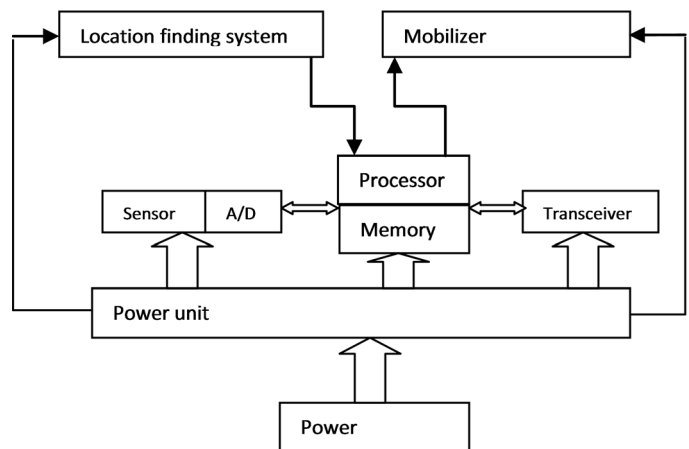 Location finding system
Mobilizer
Processor
Sensor
A/D
Memory
Transceiver
Power unit
Power